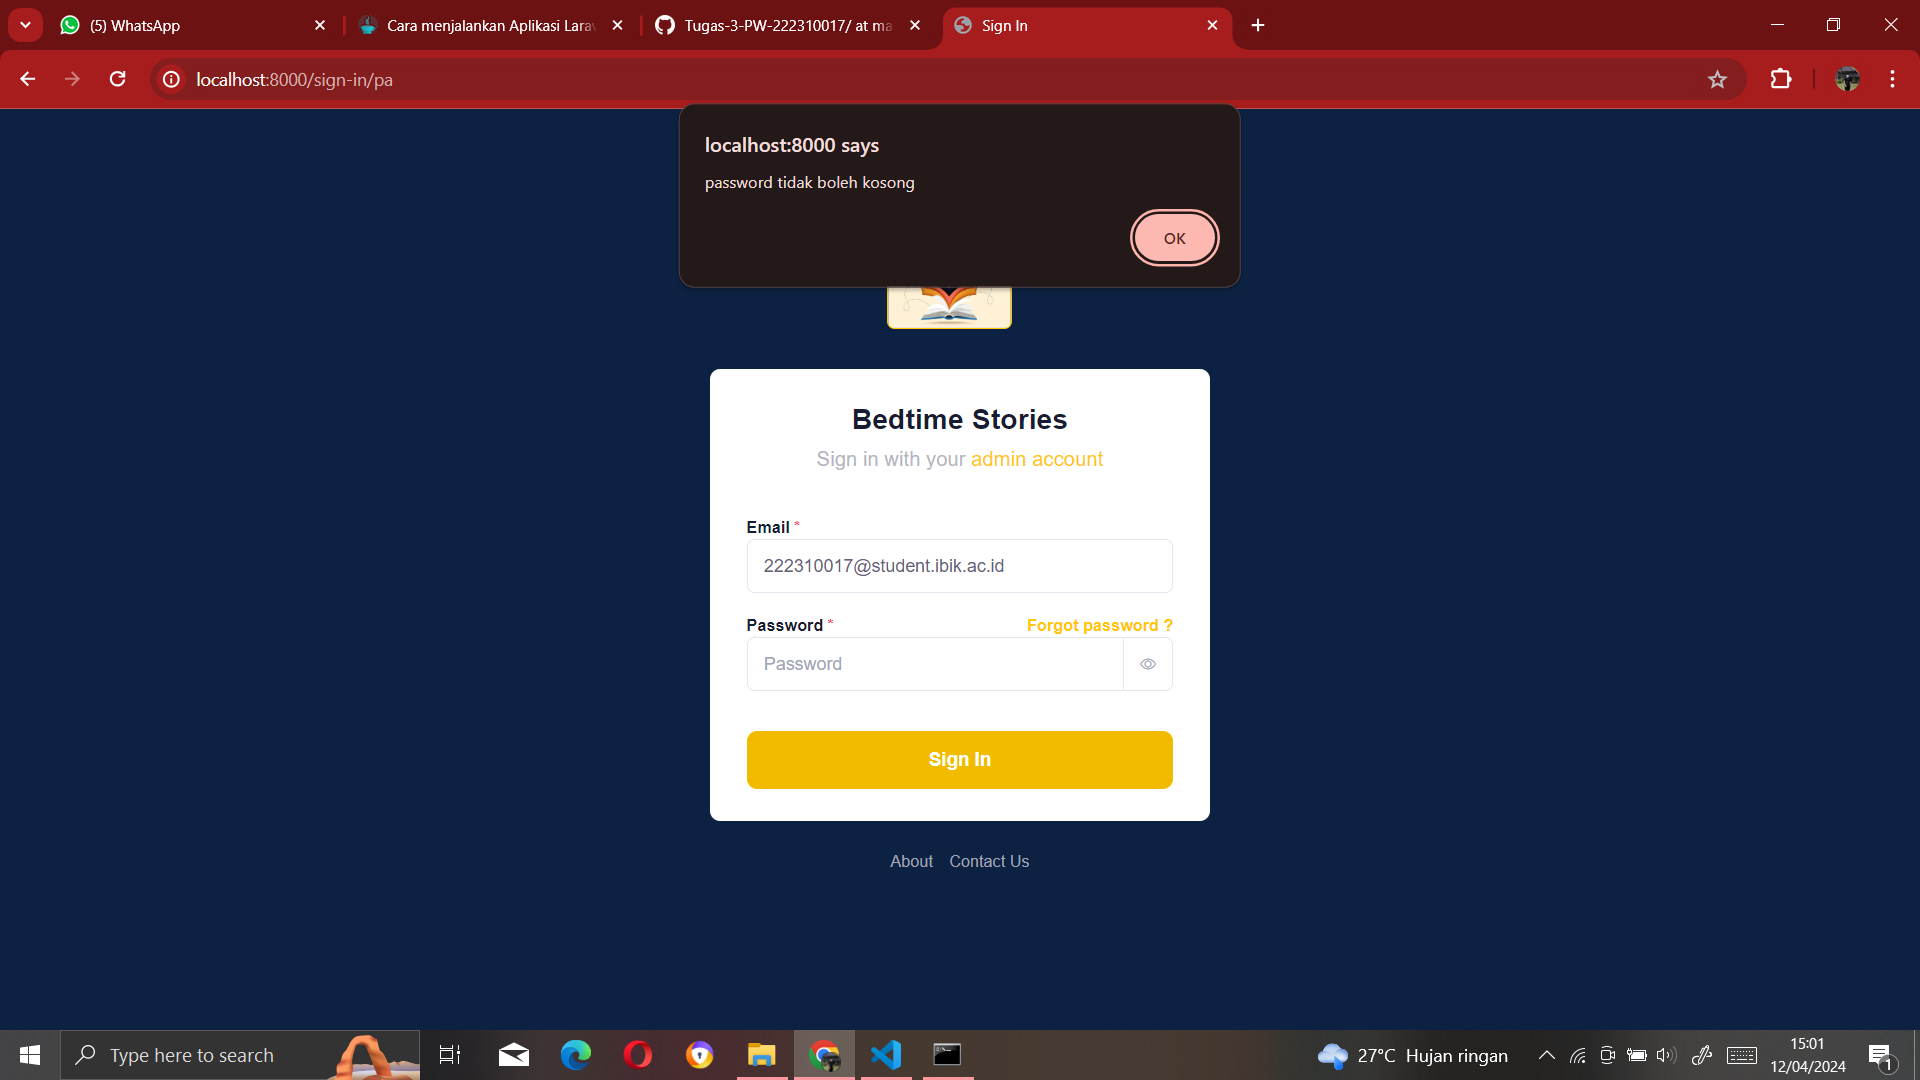 (5) WhatsApp
Cara menjalankan Aplikasi Larav
Tugas-3-PW-222310017/ at ma
Sign In
localhost:8000/sign-in/pa
localhost:8000 says
password tidak boleh kosong
OK
Bedtime Stories
Sign in with your admin account
Email *
222310017@student.ibik.ac.id
Password *
Forgot password ?
Password
Sign In
About
Contact Us
Type here to search
27°C Hujan ringan
15:01
12/04/2024
1